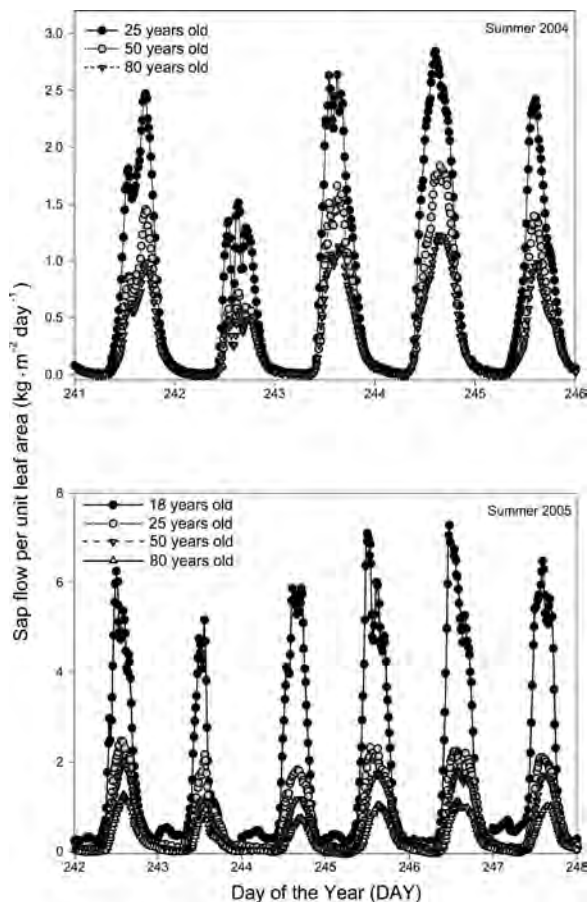 3.0
25 years old
Summer 2004
50 years old
80 years old
2.5
2.0
1.5
1.0
0.5
0.0
241 242 243 244 245 246
Sap flow per unit leaf area (kg · m⁻² day⁻¹)
8
18 years old
Summer 2005
25 years old
50 years old
80 years old
6
4
2
0
242 243 244 245 246 247 248
Day of the Year (DAY)